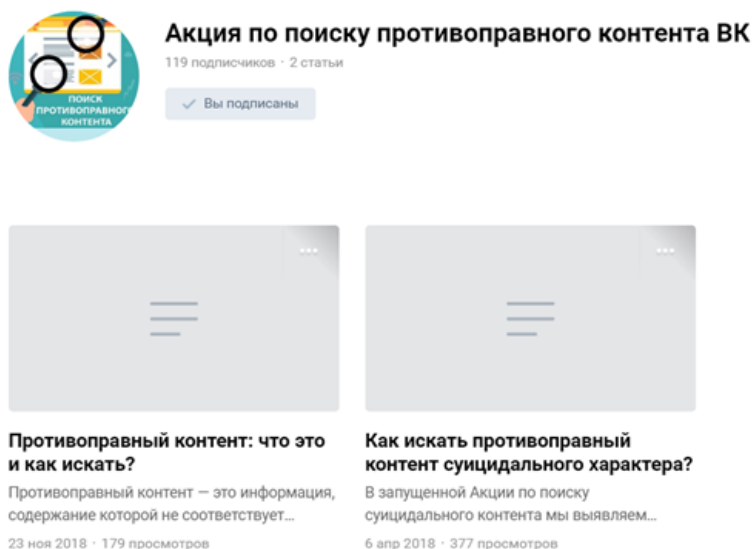 Акция по поиску противоправного контента ВК
119 подписчиков · 2 статьи
Вы подписаны
ПОИСК
ПРОТИВОПРАВНОГО
КОНТЕНТА
Противоправный контент: что это
и как искать?
Противоправный контент — это информация,
содержание которой не соответствует...
23 ноя 2018 · 179 просмотров
Как искать противоправный
контент суицидального характера?
В запущенной Акции по поиску
суицидального контента мы выявляем...
6 апр 2018 · 377 просмотров